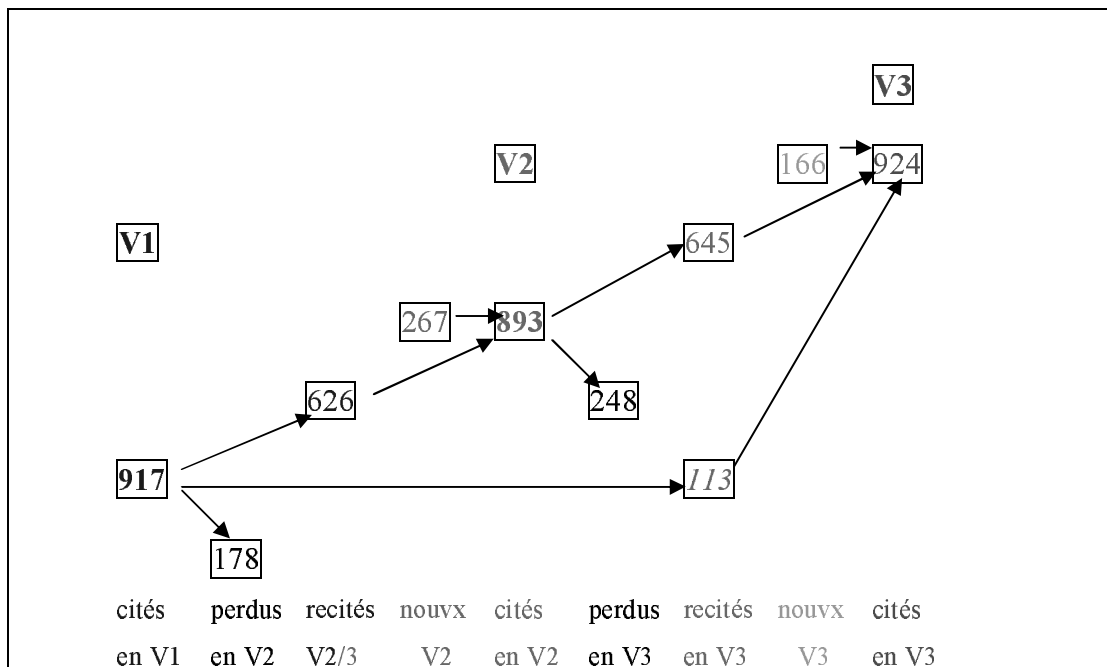 V3
V2 166 924
V1 645
267 893
626 248
917 113
178
cités perdus recités nouvx cités perdus recités nouvx cités
en V1 en V2 V2/3 V2 en V2 en V3 en V3 V3 en V3